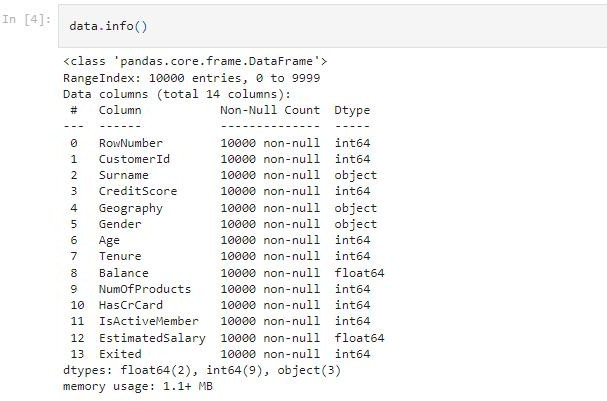 In [4]: data.info()
<class 'pandas.core.frame.DataFrame'>
RangeIndex: 10000 entries, 0 to 9999
Data columns (total 14 columns):
 #   Column           Non-Null Count  Dtype
---  ------           --------------  -----
 0   RowNumber        10000 non-null  int64
 1   CustomerId       10000 non-null  int64
 2   Surname          10000 non-null  object
 3   CreditScore      10000 non-null  int64
 4   Geography        10000 non-null  object
 5   Gender           10000 non-null  object
 6   Age              10000 non-null  int64
 7   Tenure           10000 non-null  int64
 8   Balance          10000 non-null  float64
 9   NumOfProducts    10000 non-null  int64
 10  HasCrCard        10000 non-null  int64
 11  IsActiveMember   10000 non-null  int64
 12  EstimatedSalary  10000 non-null  float64
 13  Exited           10000 non-null  int64
dtypes: float64(2), int64(9), object(3)
memory usage: 1.1+ MB